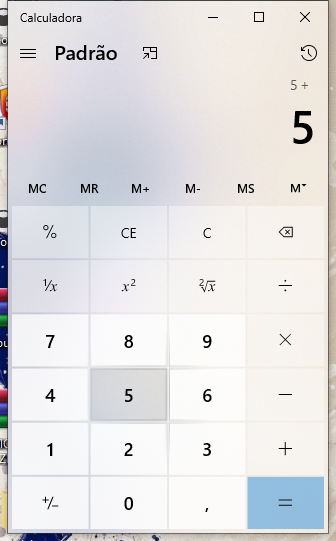 Calculadora
Padrão
5 +
5
MC MR M+ M- MS M˅
% CE C
¹/x x² ²√x ÷
7 8 9 ×
4 5 6 −
1 2 3 +
+/− 0 , =